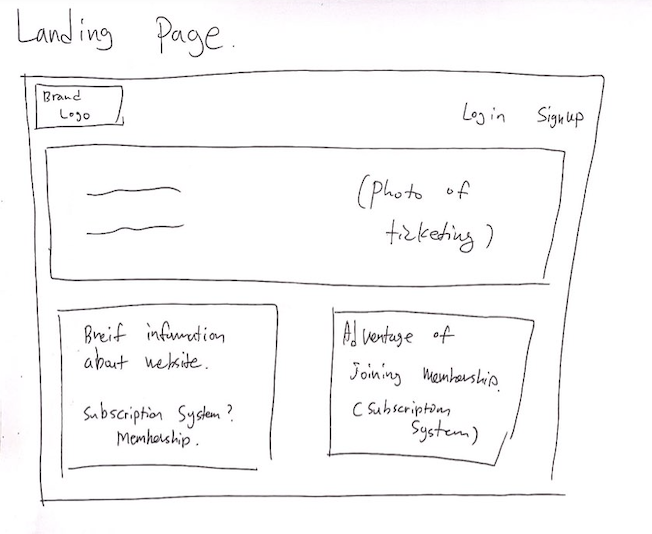 Landing Page.
Brand
Logo
Log in Signup
(Photo of
ticketing)
Breif information
about website.
Subscription System?
Membership.
Advantage of
Joining Membership.
(Subscription
System)